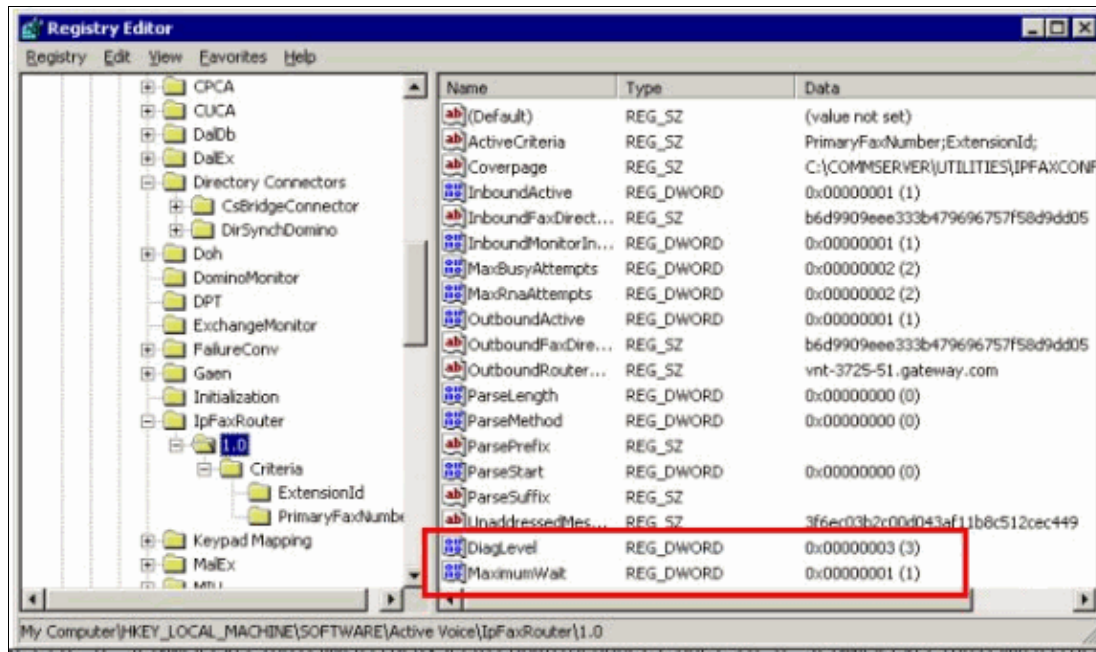 Registry Editor
Registry Edit View Favorites Help
CPCA
CUCA
DalDb
DalEx
Directory Connectors
CsBridgeConnector
DirSynchDomino
Doh
DominoMonitor
DPT
ExchangeMonitor
FailureConv
Gaen
Initialization
IpFaxRouter
1.0
Criteria
ExtensionId
PrimaryFaxNumbe
Keypad Mapping
MalEx
Name Type Data
(Default) REG_SZ (value not set)
ActiveCriteria REG_SZ PrimaryFaxNumber;ExtensionId;
Coverpage REG_SZ C:\COMMSERVER\UTILITIES\IPFAXCONF
InboundActive REG_DWORD 0x00000001 (1)
InboundFaxDirect... REG_SZ b6d9909eee333b479696757f58d9dd05
InboundMonitorIn... REG_DWORD 0x00000001 (1)
MaxBusyAttempts REG_DWORD 0x00000002 (2)
MaxRnaAttempts REG_DWORD 0x00000002 (2)
OutboundActive REG_DWORD 0x00000001 (1)
OutboundFaxDire... REG_SZ b6d9909eee333b479696757f58d9dd05
OutboundRouter... REG_SZ vnt-3725-51.gateway.com
ParseLength REG_DWORD 0x00000000 (0)
ParseMethod REG_DWORD 0x00000000 (0)
ParsePrefix REG_SZ
ParseStart REG_DWORD 0x00000000 (0)
ParseSuffix REG_SZ
UnaddressedMes... REG_SZ 3f6ec03b2c00d043af11b8c512cec449
DiagLevel REG_DWORD 0x00000003 (3)
MaximumWait REG_DWORD 0x00000001 (1)
My Computer\HKEY_LOCAL_MACHINE\SOFTWARE\Active Voice\IpFaxRouter\1.0